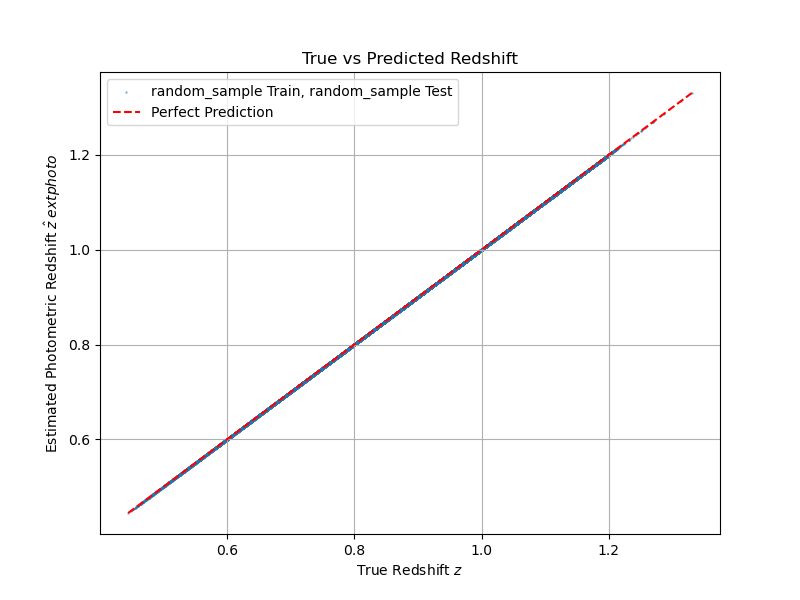 True vs Predicted Redshift
random_sample Train, random_sample Test
Perfect Prediction
Estimated Photometric Redshift ẑ extphoto
1.2
1.0
0.8
0.6
0.6 0.8 1.0 1.2
True Redshift z